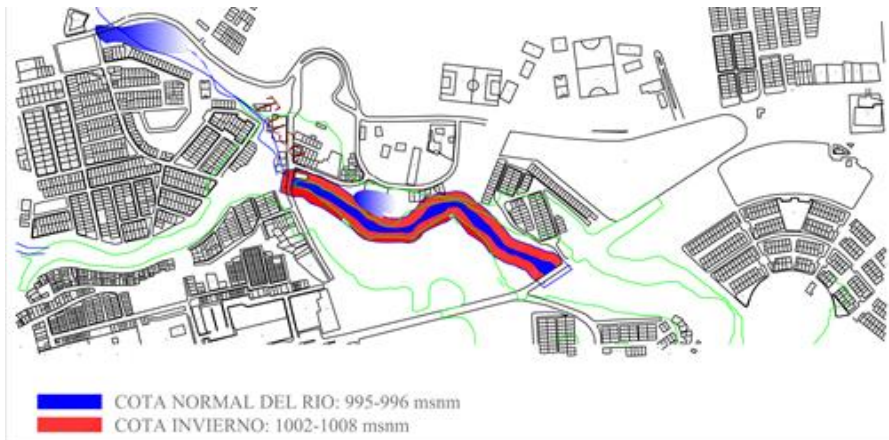 COTA NORMAL DEL RIO: 995-996 msnm
COTA INVIERNO: 1002-1008 msnm